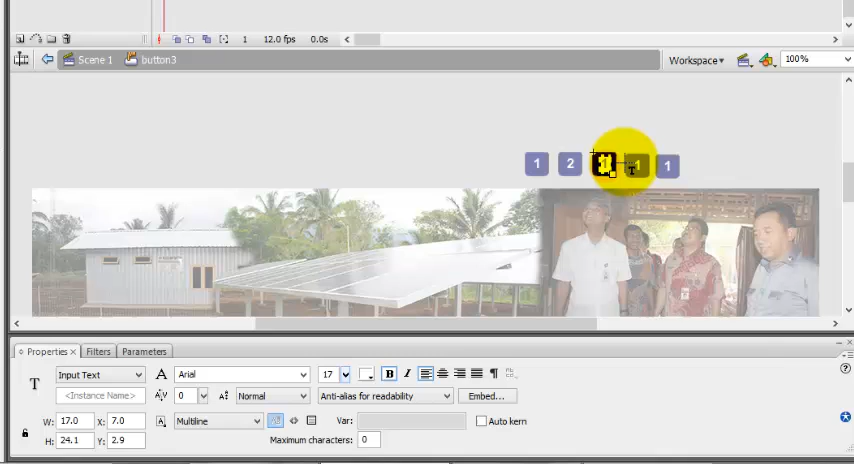 1 12.0 fps 0.0s
Scene 1 button3 Workspace 100%
1 2 1 1 1
Properties Filters Parameters
T Input Text A Arial 17 B I
<Instance Name> 0 Normal Anti-alias for readability Embed...
W: 17.0 X: 7.0 Multiline Var: Auto kern
H: 24.1 Y: 2.9 Maximum characters: 0